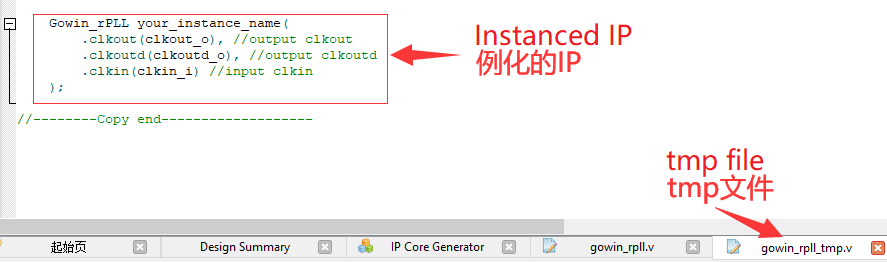 Gowin_rPLL your_instance_name(
.clkout(clkout_o), //output clkout
.clkoutd(clkoutd_o), //output clkoutd
.clkin(clkin_i) //input clkin
);
//--------Copy end-------------------
Instanced IP
例化的IP
tmp file
tmp文件
起始页
Design Summary
IP Core Generator
gowin_rpll.v
gowin_rpll_tmp.v